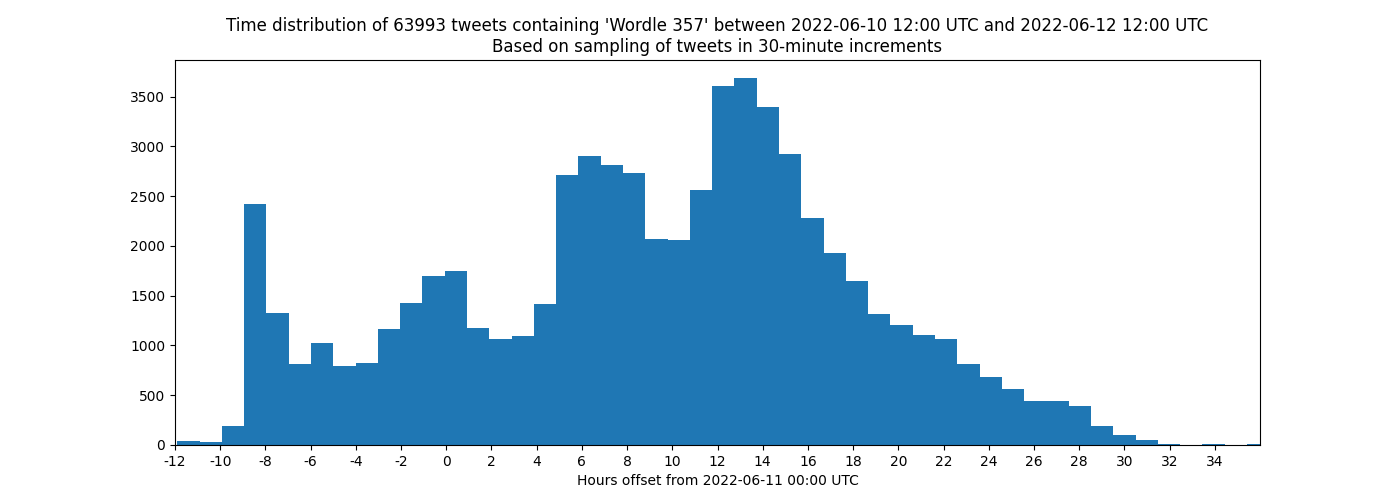 Time distribution of 63993 tweets containing 'Wordle 357' between 2022-06-10 12:00 UTC and 2022-06-12 12:00 UTC
Based on sampling of tweets in 30-minute increments
3500
3000
2500
2000
1500
1000
500
0
-12 -10 -8 -6 -4 -2 0 2 4 6 8 10 12 14 16 18 20 22 24 26 28 30 32 34
Hours offset from 2022-06-11 00:00 UTC